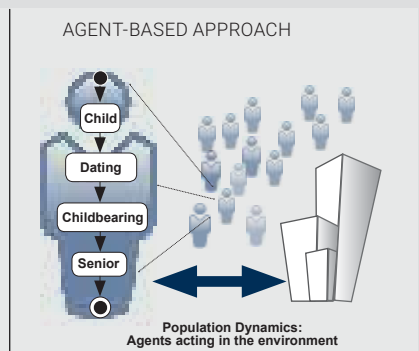 AGENT-BASED APPROACH
Child
Dating
Childbearing
Senior
Population Dynamics:
Agents acting in the environment